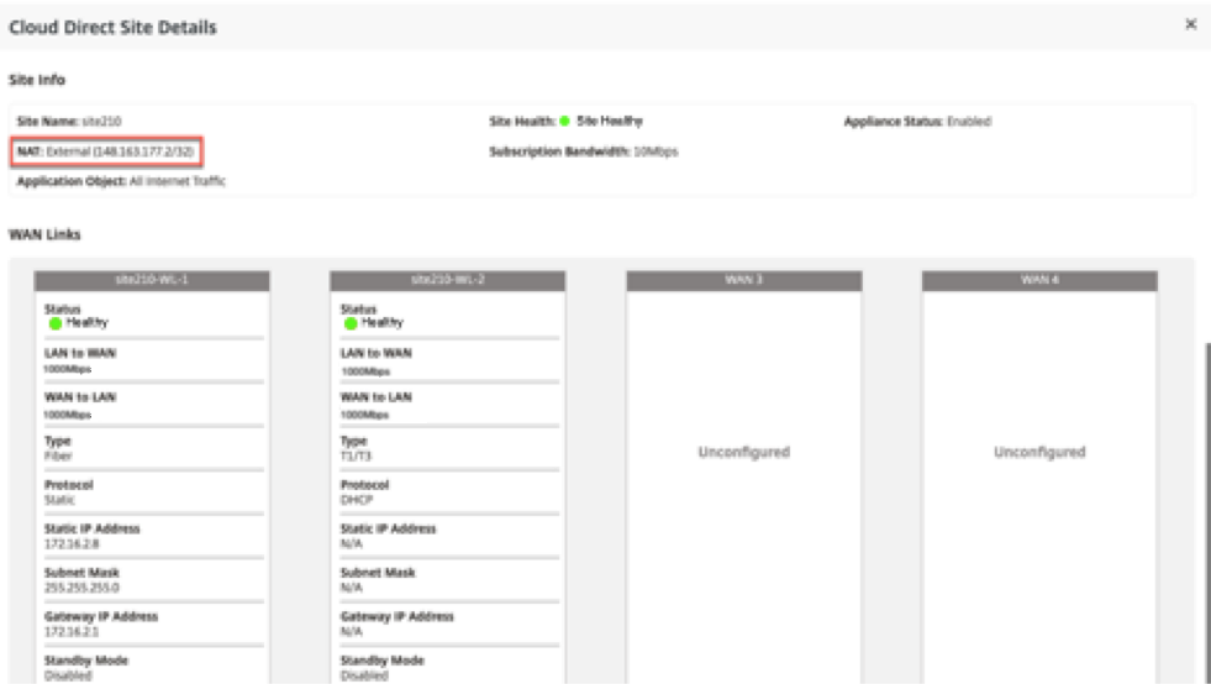 Cloud Direct Site Details ×
Site Info
Site Name: site210 Site Health: Site Healthy Appliance Status: Enabled
NAT: External (148.163.177.2/32) Subscription Bandwidth: 10Mbps
Application Object: All Internet Traffic
WAN Links
site210-WL-1 site210-WL-2 WAN 3 WAN 4
Status Status
Healthy Healthy
LAN to WAN LAN to WAN
1000Mbps 1000Mbps
WAN to LAN WAN to LAN
1000Mbps 1000Mbps
Type Type
Fiber T1/T3
Unconfigured Unconfigured
Protocol Protocol
Static DHCP
Static IP Address Static IP Address
172.16.2.8 N/A
Subnet Mask Subnet Mask
255.255.255.0 N/A
Gateway IP Address Gateway IP Address
172.16.2.1 N/A
Standby Mode Standby Mode
Disabled Disabled